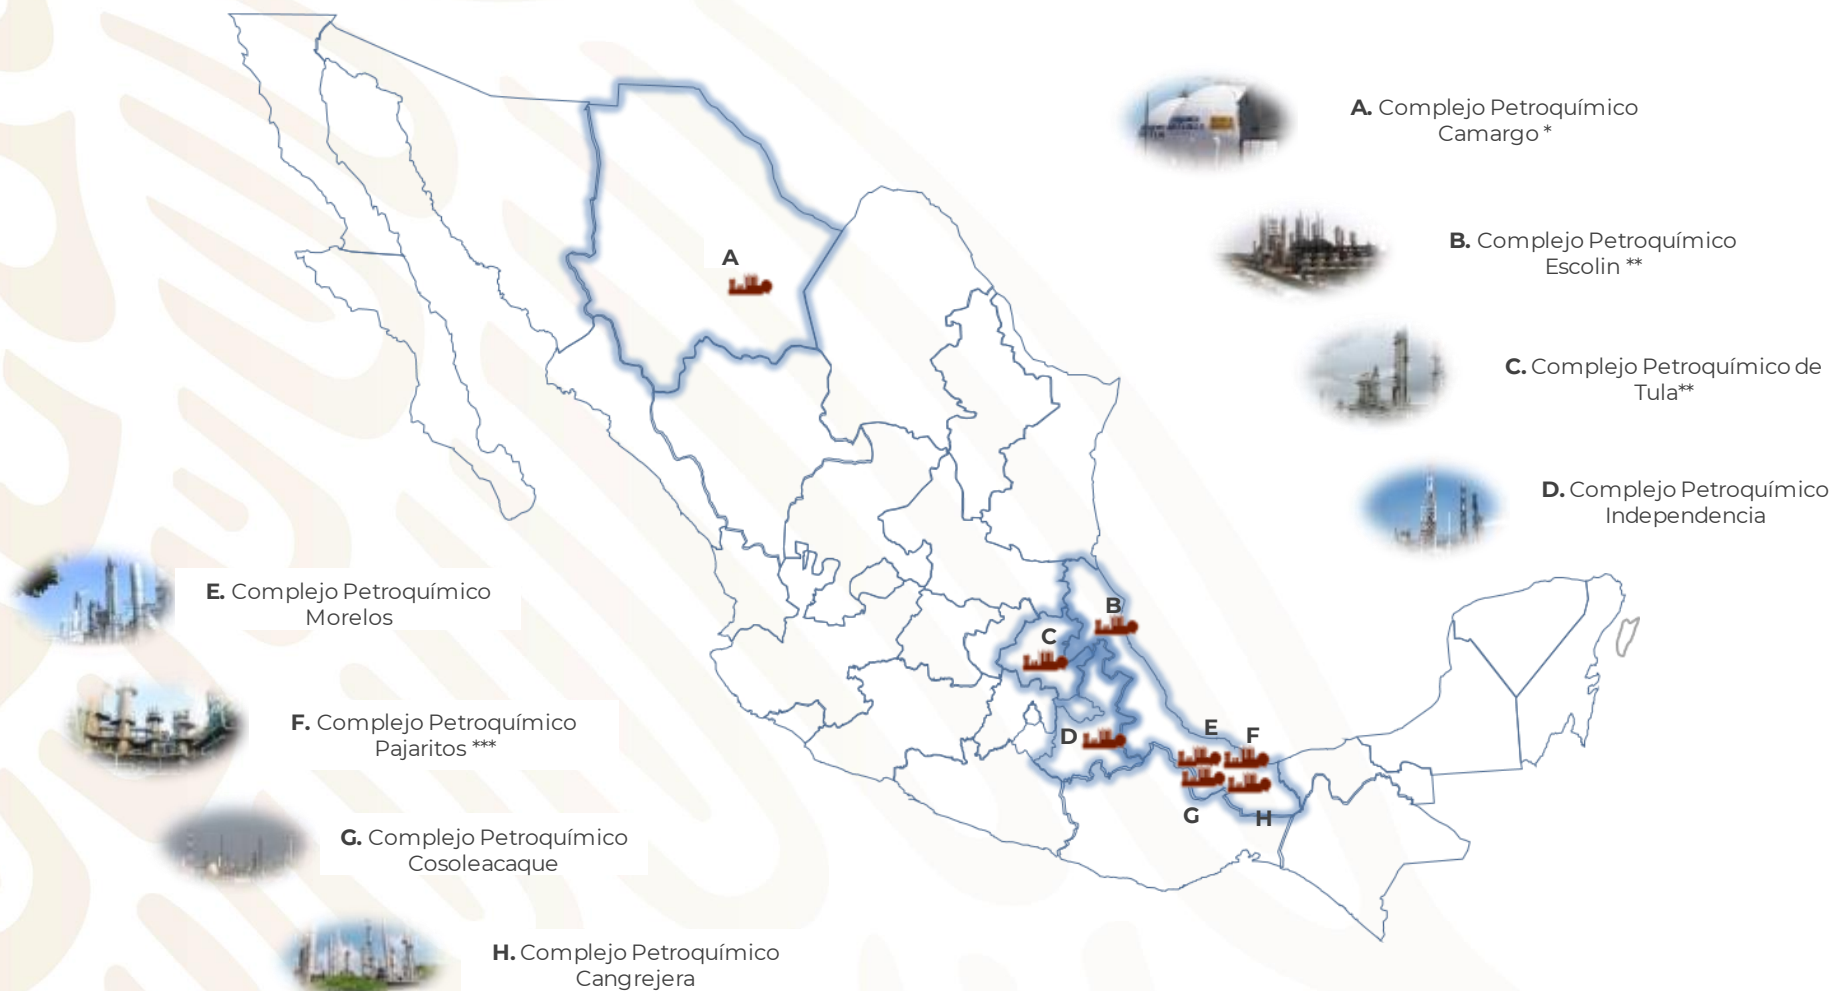 A. Complejo Petroquímico
Camargo *
B. Complejo Petroquímico
Escolin **
C. Complejo Petroquímico de
Tula**
D. Complejo Petroquímico
Independencia
E. Complejo Petroquímico
Morelos
F. Complejo Petroquímico
Pajaritos ***
G. Complejo Petroquímico
Cosoleacaque
H. Complejo Petroquímico
Cangrejera
A
B
C
D
E
F
G
H